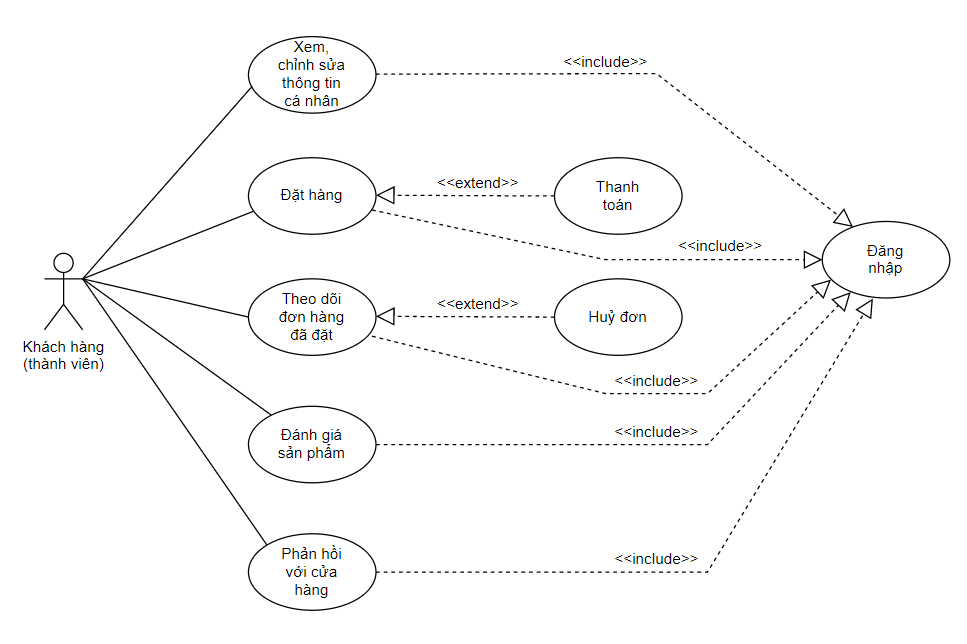 Xem,
chỉnh sửa
thông tin
cá nhân
<<include>>
Đặt hàng
<<extend>>
Thanh
toán
<<include>>
Đăng
nhập
Khách hàng
(thành viên)
Theo dõi
đơn hàng
đã đặt
<<extend>>
Huỷ đơn
<<include>>
Đánh giá
sản phẩm
<<include>>
Phản hồi
với cửa
hàng
<<include>>